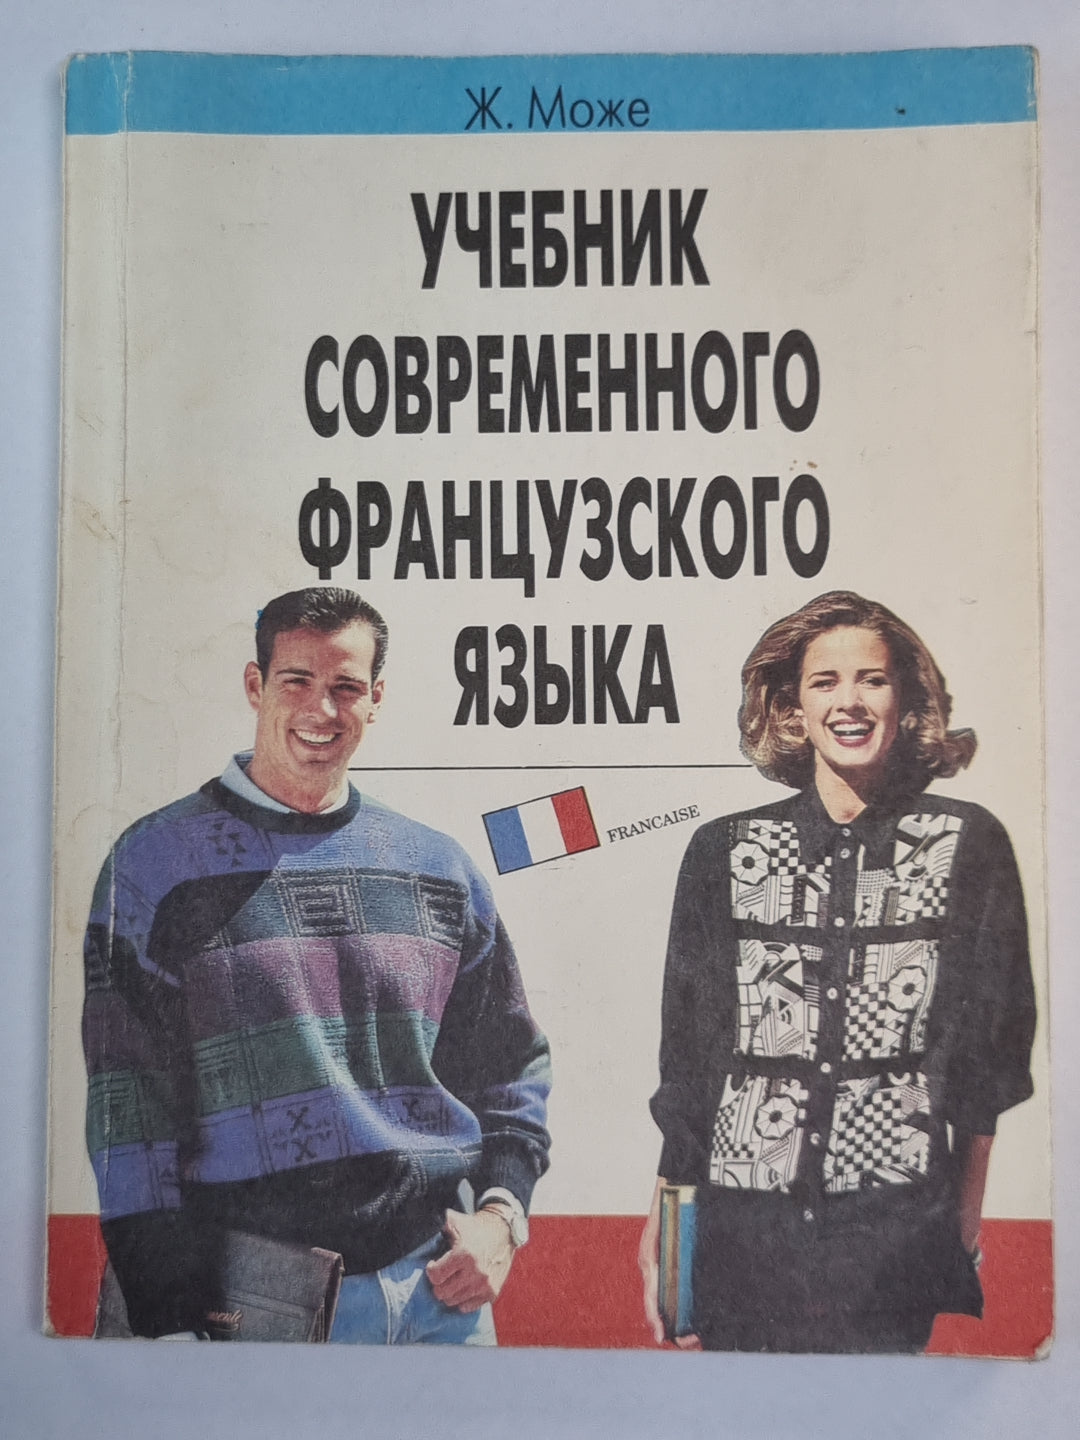 Ж. Може
УЧЕБНИК
СОВРЕМЕННОГО
ФРАНЦУЗСКОГО
ЯЗЫКА
FRANCAISE